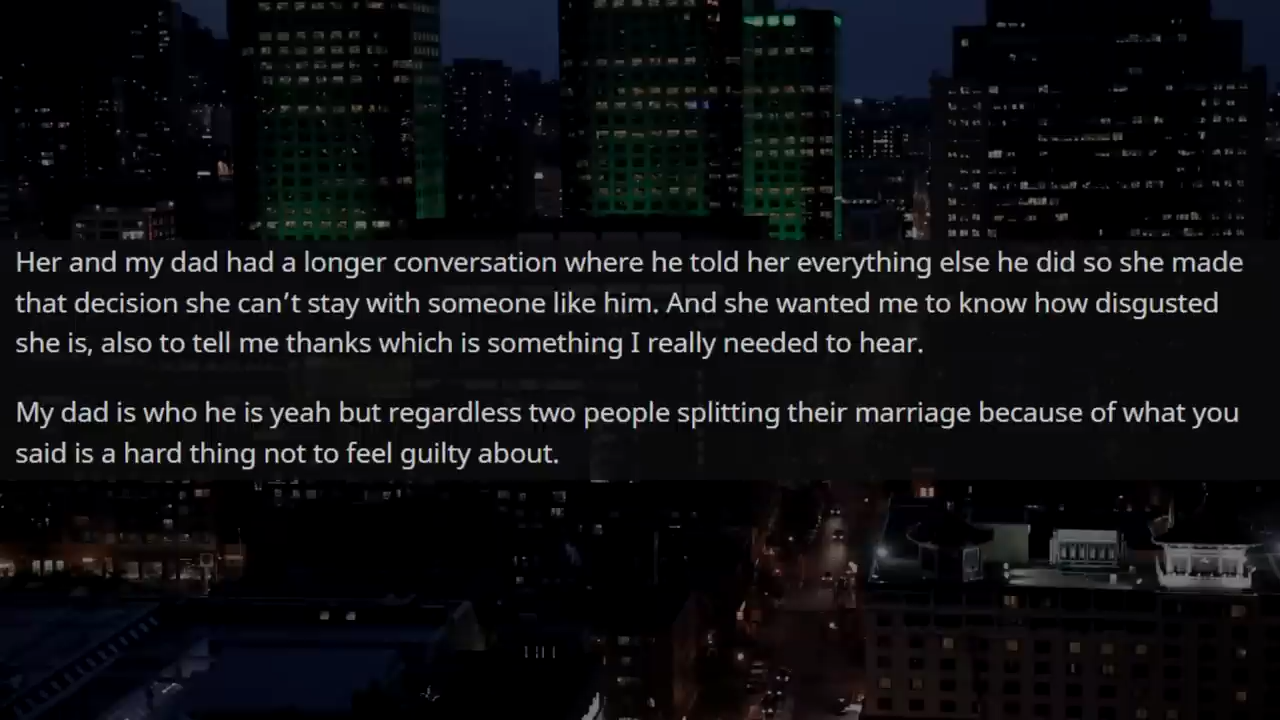 Her and my dad had a longer conversation where he told her everything else he did so she made
that decision she can’t stay with someone like him. And she wanted me to know how disgusted
she is, also to tell me thanks which is something I really needed to hear.
My dad is who he is yeah but regardless two people splitting their marriage because of what you
said is a hard thing not to feel guilty about.